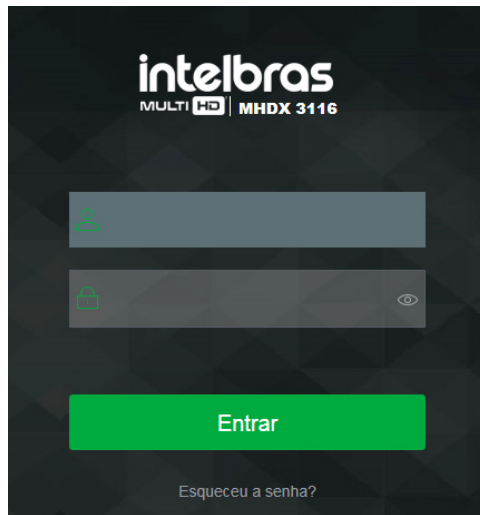 intelbras
MULTI HD MHDX 3116
Entrar
Esqueceu a senha?